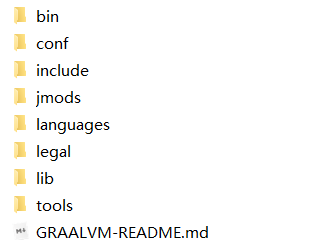 bin
conf
include
jmods
languages
legal
lib
tools
GRAALVM-README.md